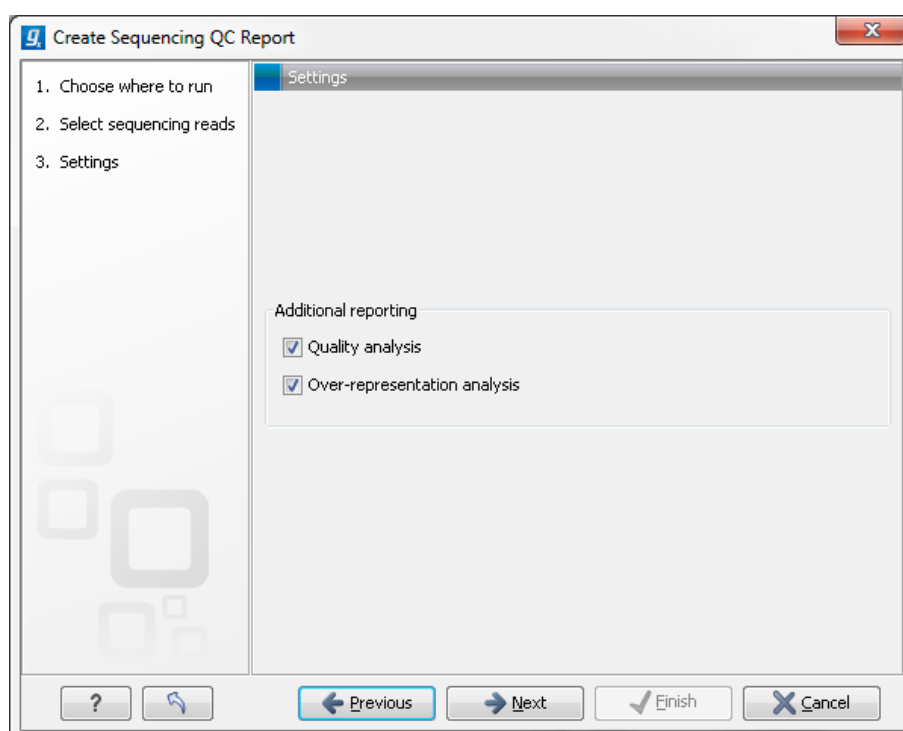 Create Sequencing QC Report
1. Choose where to run
2. Select sequencing reads
3. Settings
Settings
Additional reporting
Quality analysis
Over-representation analysis
? Previous Next Finish Cancel